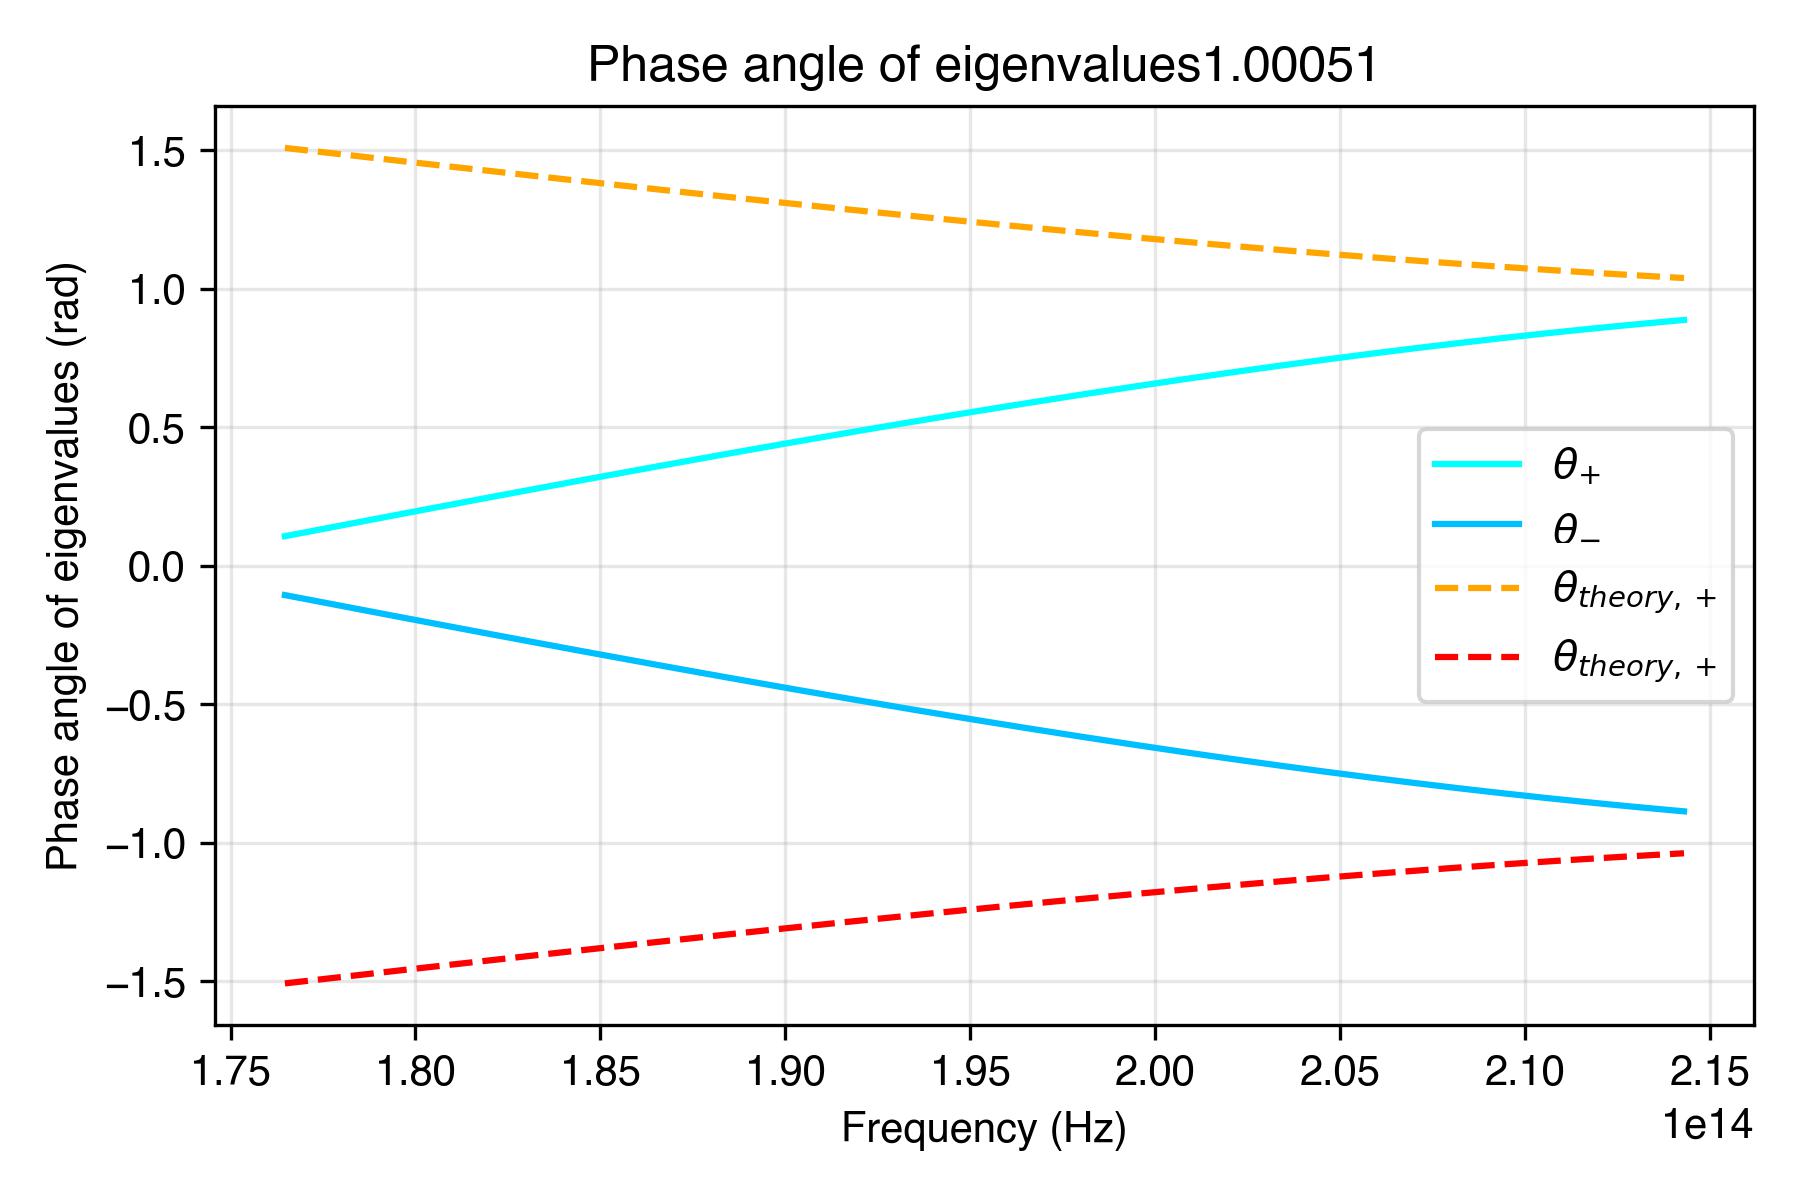 Phase angle of eigenvalues1.00051
Phase angle of eigenvalues (rad)
1.5
1.0
0.5
0.0
−0.5
−1.0
−1.5
θ+
θ−
θtheory, +
θtheory, +
1.75 1.80 1.85 1.90 1.95 2.00 2.05 2.10 2.15
1e14
Frequency (Hz)